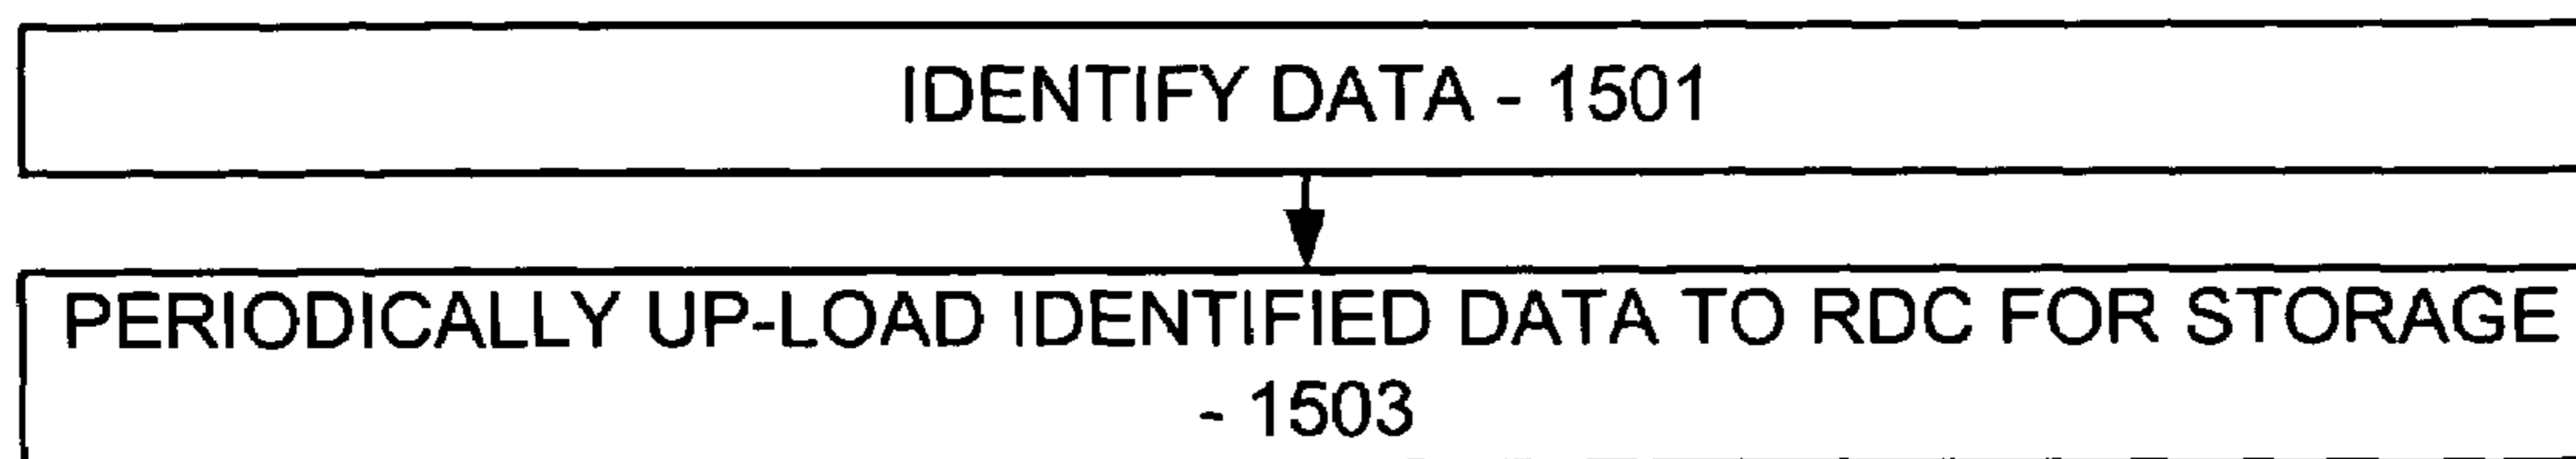 IDENTIFY DATA - 1501
PERIODICALLY UP-LOAD IDENTIFIED DATA TO RDC FOR STORAGE
- 1503